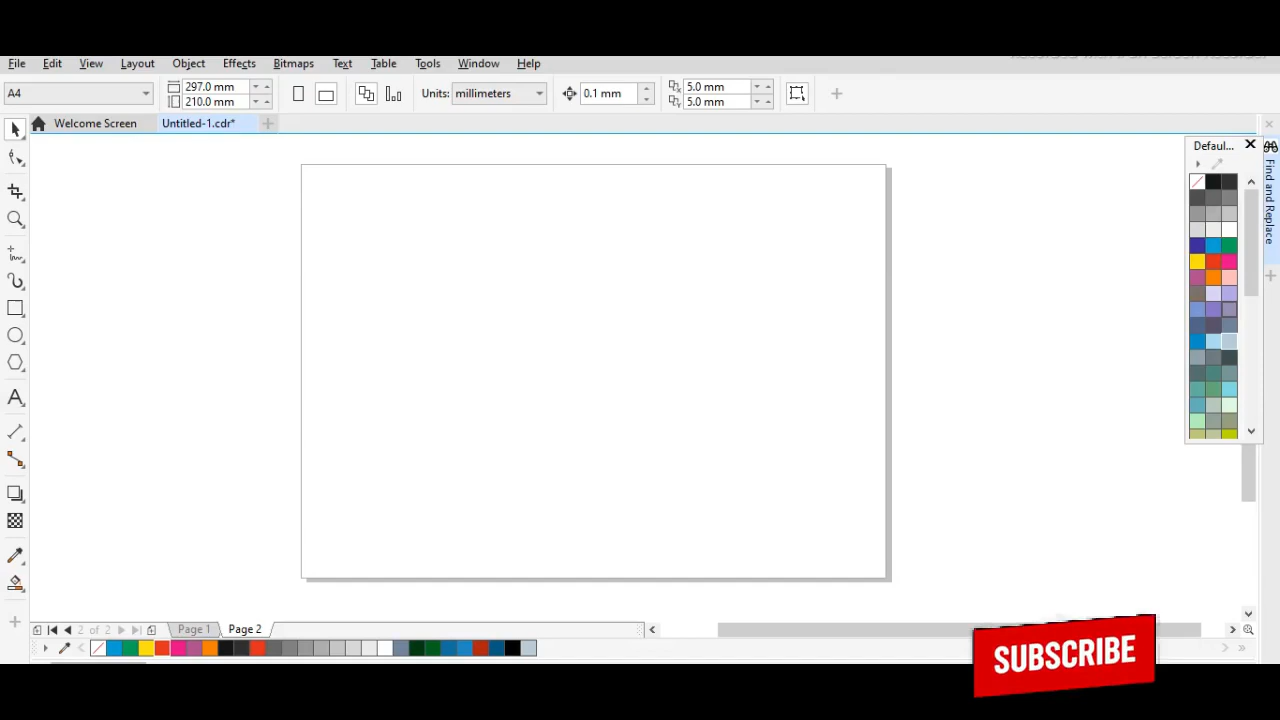 File Edit View Layout Object Effects Bitmaps Text Table Tools Window Help
A4 297.0 mm 210.0 mm Units: millimeters 0.1 mm 5.0 mm 5.0 mm
Welcome Screen Untitled-1.cdr*
Defaul...
Find and Replace
2 of 2 Page 1 Page 2
SUBSCRIBE